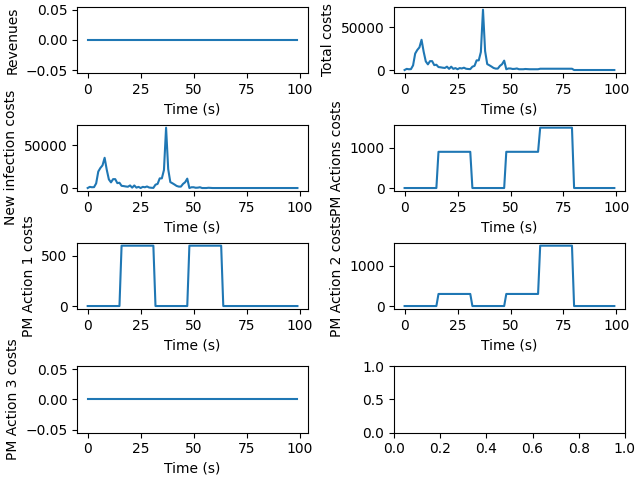 Revenues
0.05
0.00
−0.05
0 25 50 75 100
Time (s)
Total costs
50000
0
0 25 50 75 100
Time (s)
New infection costs
50000
0
0 25 50 75 100
Time (s)
PM Actions costs
1000
0
0 25 50 75 100
Time (s)
PM Action 1 costs
500
0
0 25 50 75 100
Time (s)
PM Action 2 costs
1000
0
0 25 50 75 100
Time (s)
PM Action 3 costs
0.05
0.00
−0.05
0 25 50 75 100
Time (s)
1.0
0.5
0.0
0.0 0.2 0.4 0.6 0.8 1.0